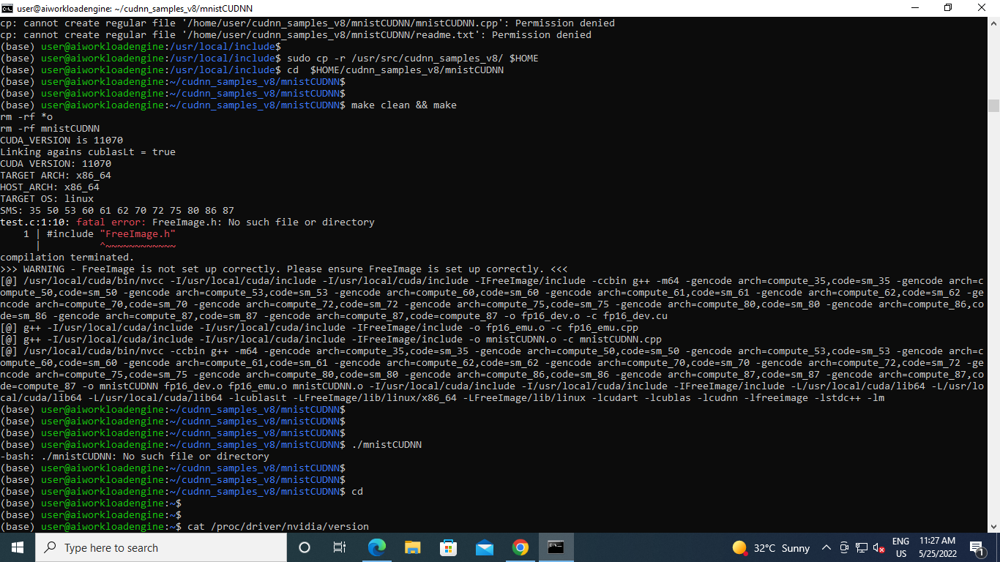 user@aiworkloadengine: ~/cudnn_samples_v8/mnistCUDNN
cp: cannot create regular file '/home/user/cudnn_samples_v8/mnistCUDNN/mnistCUDNN.cpp': Permission denied
cp: cannot create regular file '/home/user/cudnn_samples_v8/mnistCUDNN/readme.txt': Permission denied
(base) user@aiworkloadengine:/usr/local/include$
(base) user@aiworkloadengine:/usr/local/include$ sudo cp -r /usr/src/cudnn_samples_v8/ $HOME
(base) user@aiworkloadengine:/usr/local/include$ cd  $HOME/cudnn_samples_v8/mnistCUDNN
(base) user@aiworkloadengine:~/cudnn_samples_v8/mnistCUDNN$
(base) user@aiworkloadengine:~/cudnn_samples_v8/mnistCUDNN$
(base) user@aiworkloadengine:~/cudnn_samples_v8/mnistCUDNN$ make clean && make
rm -rf *o
rm -rf mnistCUDNN
CUDA_VERSION is 11070
Linking agains cublasLt = true
CUDA VERSION: 11070
TARGET ARCH: x86_64
HOST_ARCH: x86_64
TARGET OS: linux
SMS: 35 50 53 60 61 62 70 72 75 80 86 87
test.c:1:10: fatal error: FreeImage.h: No such file or directory
    1 | #include "FreeImage.h"
      |          ^~~~~~~~~~~~~
compilation terminated.
>>> WARNING - FreeImage is not set up correctly. Please ensure FreeImage is set up correctly. <<<
[@] /usr/local/cuda/bin/nvcc -I/usr/local/cuda/include -I/usr/local/cuda/include -IFreeImage/include -ccbin g++ -m64 -gencode arch=compute_35,code=sm_35 -gencode arch=c
ompute_50,code=sm_50 -gencode arch=compute_53,code=sm_53 -gencode arch=compute_60,code=sm_60 -gencode arch=compute_61,code=sm_61 -gencode arch=compute_62,code=sm_62 -ge
ncode arch=compute_70,code=sm_70 -gencode arch=compute_72,code=sm_72 -gencode arch=compute_75,code=sm_75 -gencode arch=compute_80,code=sm_80 -gencode arch=compute_86,co
de=sm_86 -gencode arch=compute_87,code=sm_87 -gencode arch=compute_87,code=compute_87 -o fp16_dev.o -c fp16_dev.cu
[@] g++ -I/usr/local/cuda/include -I/usr/local/cuda/include -IFreeImage/include -o fp16_emu.o -c fp16_emu.cpp
[@] g++ -I/usr/local/cuda/include -I/usr/local/cuda/include -IFreeImage/include -o mnistCUDNN.o -c mnistCUDNN.cpp
[@] /usr/local/cuda/bin/nvcc -ccbin g++ -m64 -gencode arch=compute_35,code=sm_35 -gencode arch=compute_50,code=sm_50 -gencode arch=compute_53,code=sm_53 -gencode arch=c
ompute_60,code=sm_60 -gencode arch=compute_61,code=sm_61 -gencode arch=compute_62,code=sm_62 -gencode arch=compute_70,code=sm_70 -gencode arch=compute_72,code=sm_72 -ge
ncode arch=compute_75,code=sm_75 -gencode arch=compute_80,code=sm_80 -gencode arch=compute_86,code=sm_86 -gencode arch=compute_87,code=sm_87 -gencode arch=compute_87,co
de=compute_87 -o mnistCUDNN fp16_dev.o fp16_emu.o mnistCUDNN.o -I/usr/local/cuda/include -I/usr/local/cuda/include -IFreeImage/include -L/usr/local/cuda/lib64 -L/usr/lo
cal/cuda/lib64 -L/usr/local/cuda/lib64 -lcublasLt -LFreeImage/lib/linux/x86_64 -LFreeImage/lib/linux -lcudart -lcublas -lcudnn -lfreeimage -lstdc++ -lm
(base) user@aiworkloadengine:~/cudnn_samples_v8/mnistCUDNN$
(base) user@aiworkloadengine:~/cudnn_samples_v8/mnistCUDNN$
(base) user@aiworkloadengine:~/cudnn_samples_v8/mnistCUDNN$
(base) user@aiworkloadengine:~/cudnn_samples_v8/mnistCUDNN$ ./mnistCUDNN
-bash: ./mnistCUDNN: No such file or directory
(base) user@aiworkloadengine:~/cudnn_samples_v8/mnistCUDNN$
(base) user@aiworkloadengine:~/cudnn_samples_v8/mnistCUDNN$
(base) user@aiworkloadengine:~/cudnn_samples_v8/mnistCUDNN$ cd
(base) user@aiworkloadengine:~$
(base) user@aiworkloadengine:~$
(base) user@aiworkloadengine:~$ cat /proc/driver/nvidia/version
Type here to search
32°C Sunny
ENG
US
11:27 AM
5/25/2022
1